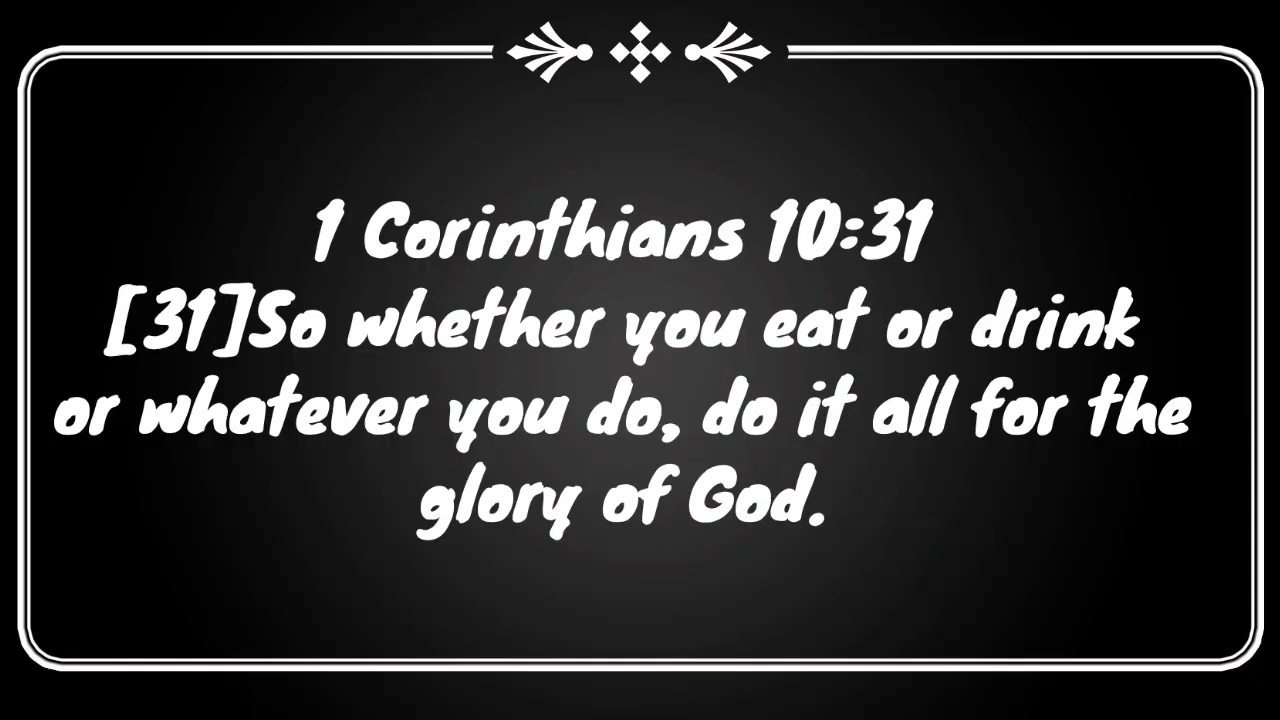 1 Corinthians 10:31
[31]So whether you eat or drink
or whatever you do, do it all for the
glory of God.